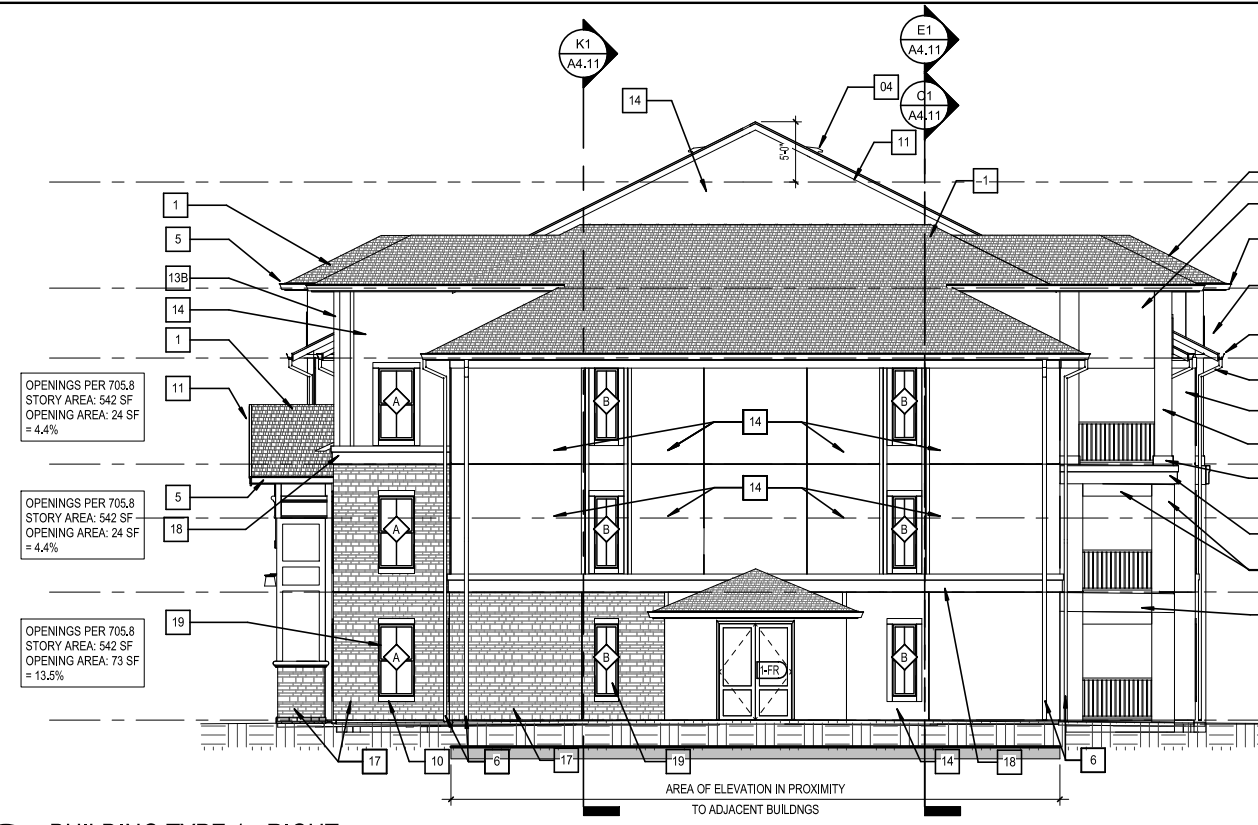 K1
A4.11
E1
A4.11
C1
A4.11
14
04
5'-0"
11
1
1
5
13B
14
1
11
OPENINGS PER 705.8
STORY AREA: 542 SF
OPENING AREA: 24 SF
= 4.4%
A
B
B
14
18
5
14
OPENINGS PER 705.8
STORY AREA: 542 SF
OPENING AREA: 24 SF
= 4.4%
A
B
B
19
OPENINGS PER 705.8
STORY AREA: 542 SF
OPENING AREA: 73 SF
= 13.5%
A
B
1-FR
B
17
10
6
17
19
14
18
6
AREA OF ELEVATION IN PROXIMITY
TO ADJACENT BUILDNGS